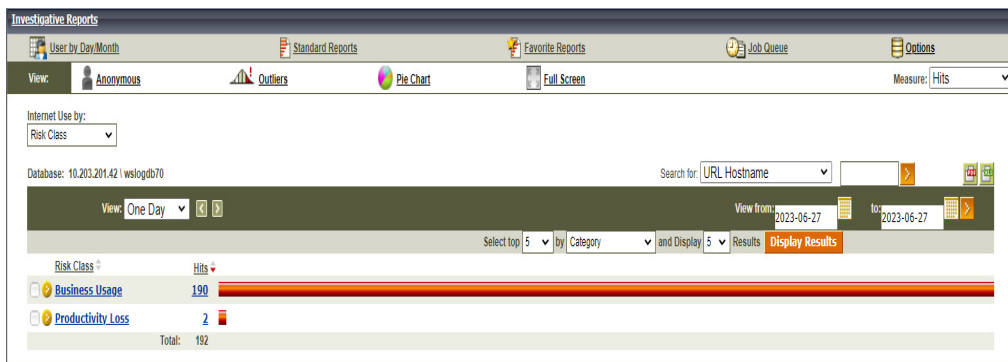 Investigative Reports
User by Day/Month Standard Reports Favorite Reports Job Queue Options
View: Anonymous Outliers Pie Chart Full Screen Measure: Hits
Internet Use by:
Risk Class
Database: 10.203.201.42 \ wslogdb70 Search for: URL Hostname
View: One Day View from: 2023-06-27 to: 2023-06-27
Select top 5 by Category and Display 5 Results Display Results
Risk Class Hits
Business Usage 190
Productivity Loss 2
Total: 192